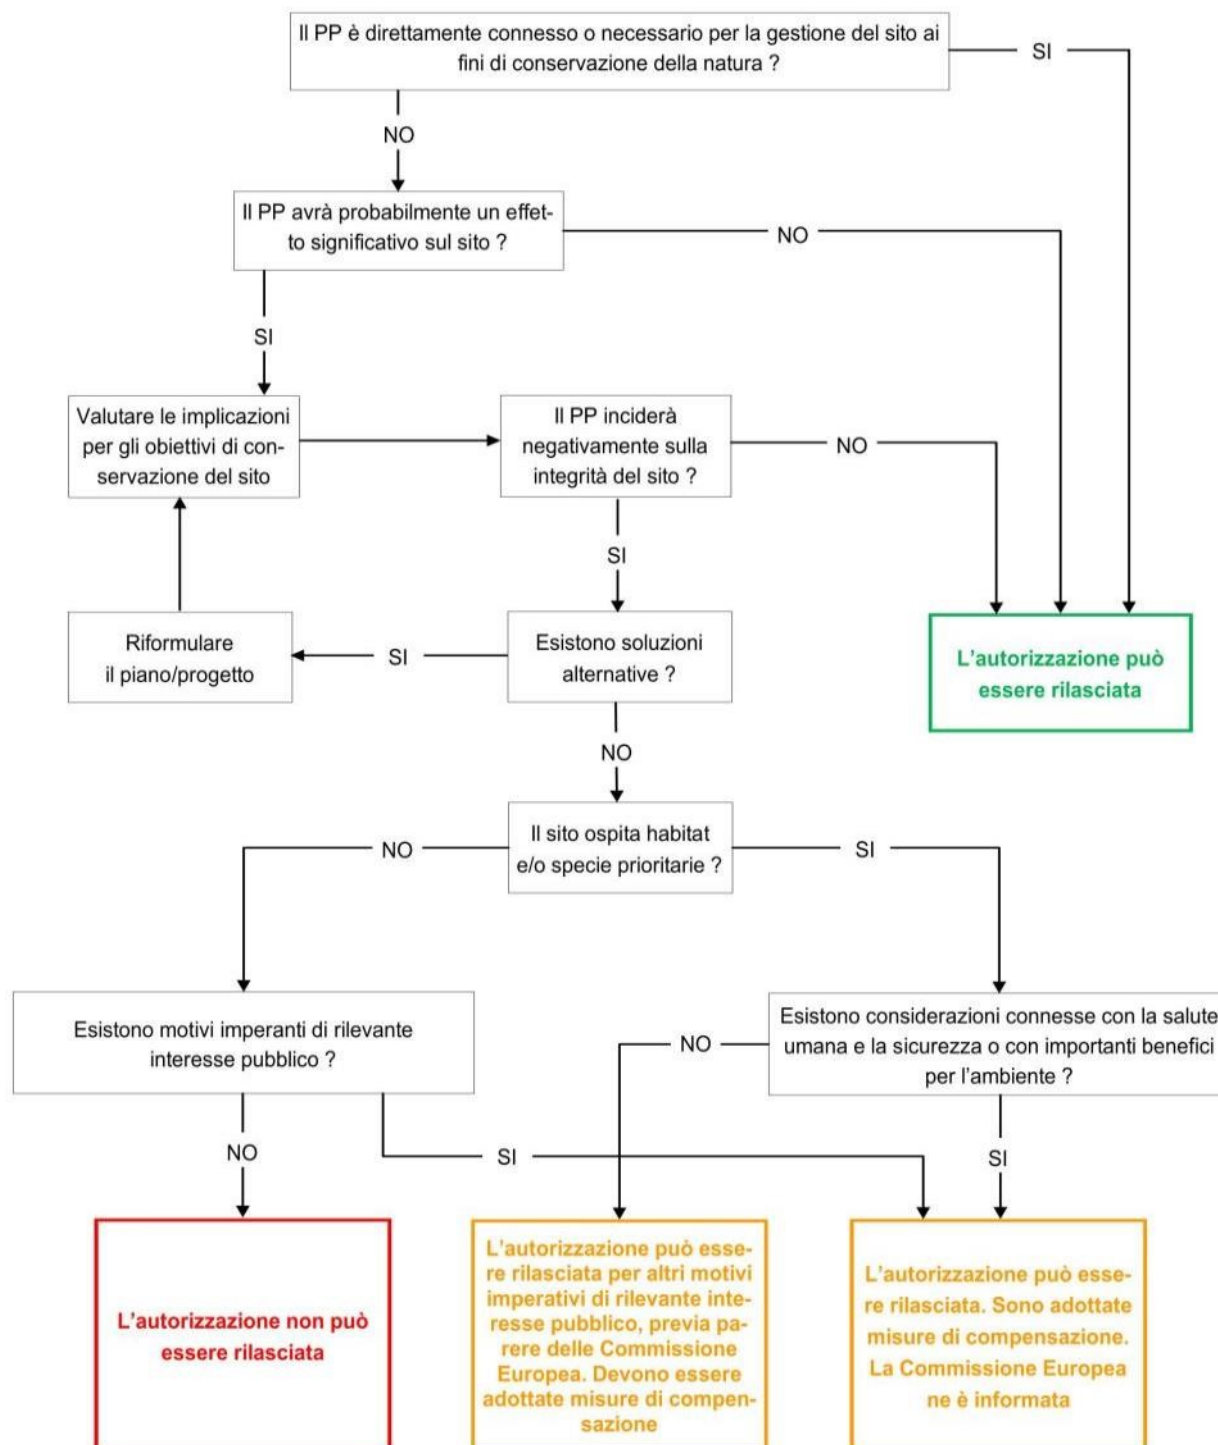 Il PP è direttamente connesso o necessario per la gestione del sito ai
fini di conservazione della natura ?
SI
NO
Il PP avrà probabilmente un effet-
to significativo sul sito ?
NO
SI
Valutare le implicazioni
per gli obiettivi di con-
servazione del sito
Il PP inciderà
negativamente sulla
integrità del sito ?
NO
SI
Riformulare
il piano/progetto
SI
Esistono soluzioni
alternative ?
L'autorizzazione può
essere rilasciata
NO
Il sito ospita habitat
e/o specie prioritarie ?
NO
SI
Esistono motivi imperanti di rilevante
interesse pubblico ?
NO
Esistono considerazioni connesse con la salute
umana e la sicurezza o con importanti benefici
per l'ambiente ?
NO
SI
SI
L'autorizzazione non può
essere rilasciata
L'autorizzazione può esse-
re rilasciata per altri motivi
imperativi di rilevante inte-
resse pubblico, previa pa-
rere delle Commissione
Europea. Devono essere
adottate misure di compen-
sazione
L'autorizzazione può esse-
re rilasciata. Sono adottate
misure di compensazione.
La Commissione Europea
ne è informata